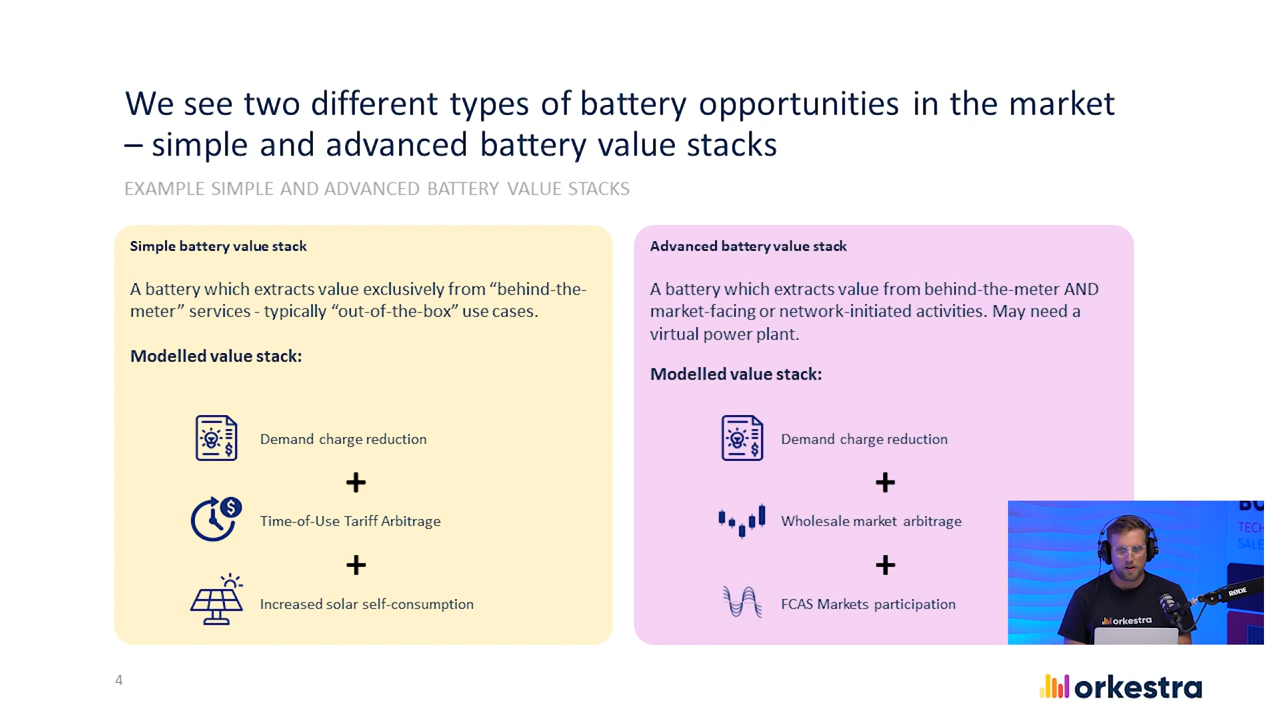 We see two different types of battery opportunities in the market
– simple and advanced battery value stacks
EXAMPLE SIMPLE AND ADVANCED BATTERY VALUE STACKS
Simple battery value stack
A battery which extracts value exclusively from “behind-the-
meter” services - typically “out-of-the-box” use cases.
Modelled value stack:
Demand charge reduction
+
Time-of-Use Tariff Arbitrage
+
Increased solar self-consumption
Advanced battery value stack
A battery which extracts value from behind-the-meter AND
market-facing or network-initiated activities. May need a
virtual power plant.
Modelled value stack:
Demand charge reduction
+
Wholesale market arbitrage
+
FCAS Markets participation
TECH
SALE
RØDE
orkestra
4
orkestra